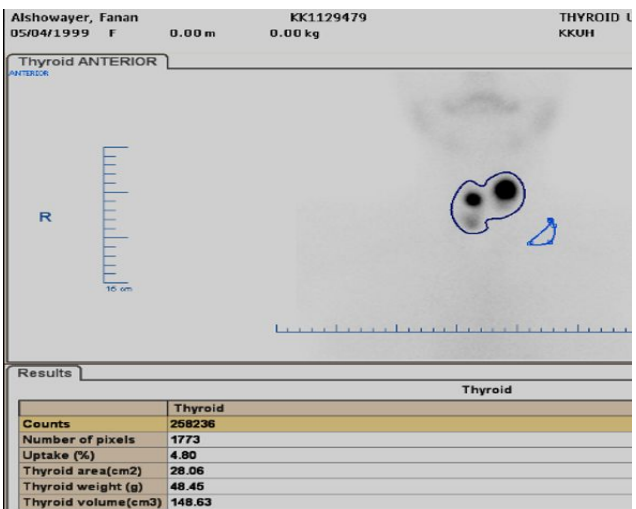 Alshowayer, Fanan KK1129479 THYROID U
05/04/1999 F 0.00 m 0.00 kg KKUH
Thyroid ANTERIOR
ANTERIOR
R
16 cm
Results
Thyroid
Thyroid
Counts 258236
Number of pixels 1773
Uptake (%) 4.80
Thyroid area(cm2) 28.06
Thyroid weight (g) 48.45
Thyroid volume(cm3) 148.63